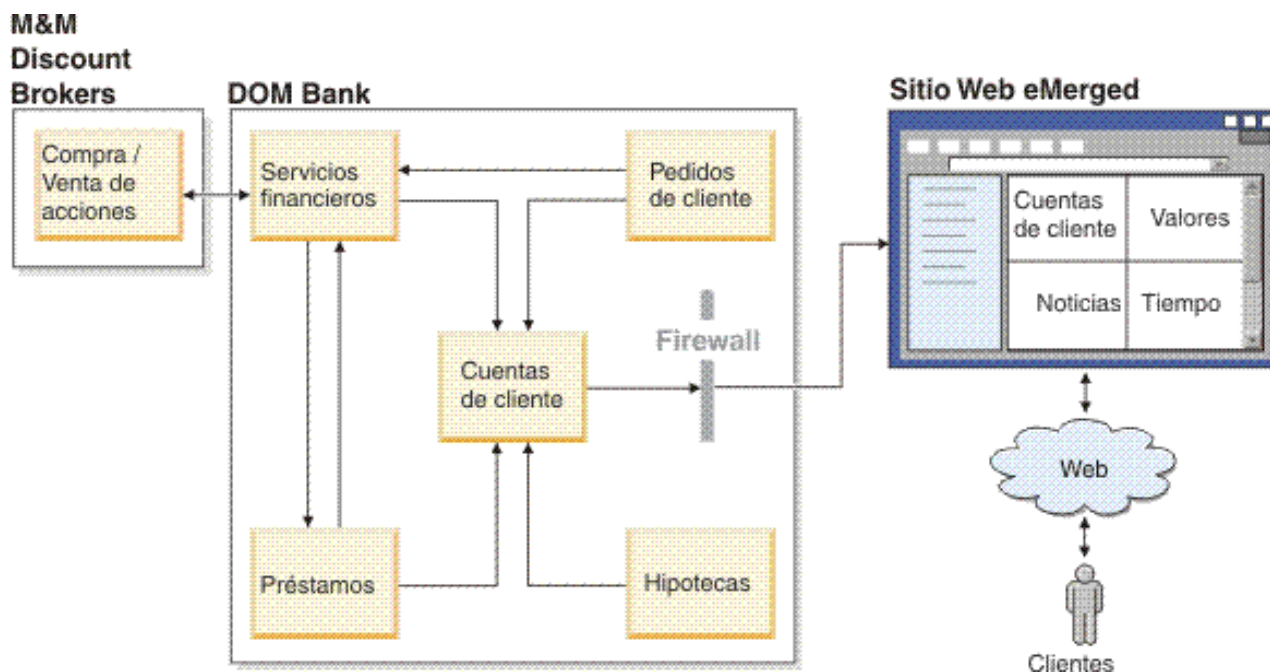 M&M
Discount
Brokers
DOM Bank
Sitio Web eMerged
Compra /
Venta de
acciones
Servicios
financieros
Pedidos
de cliente
Cuentas
de cliente
Valores
Noticias
Tiempo
Firewall
Cuentas
de cliente
Web
Préstamos
Hipotecas
Clientes